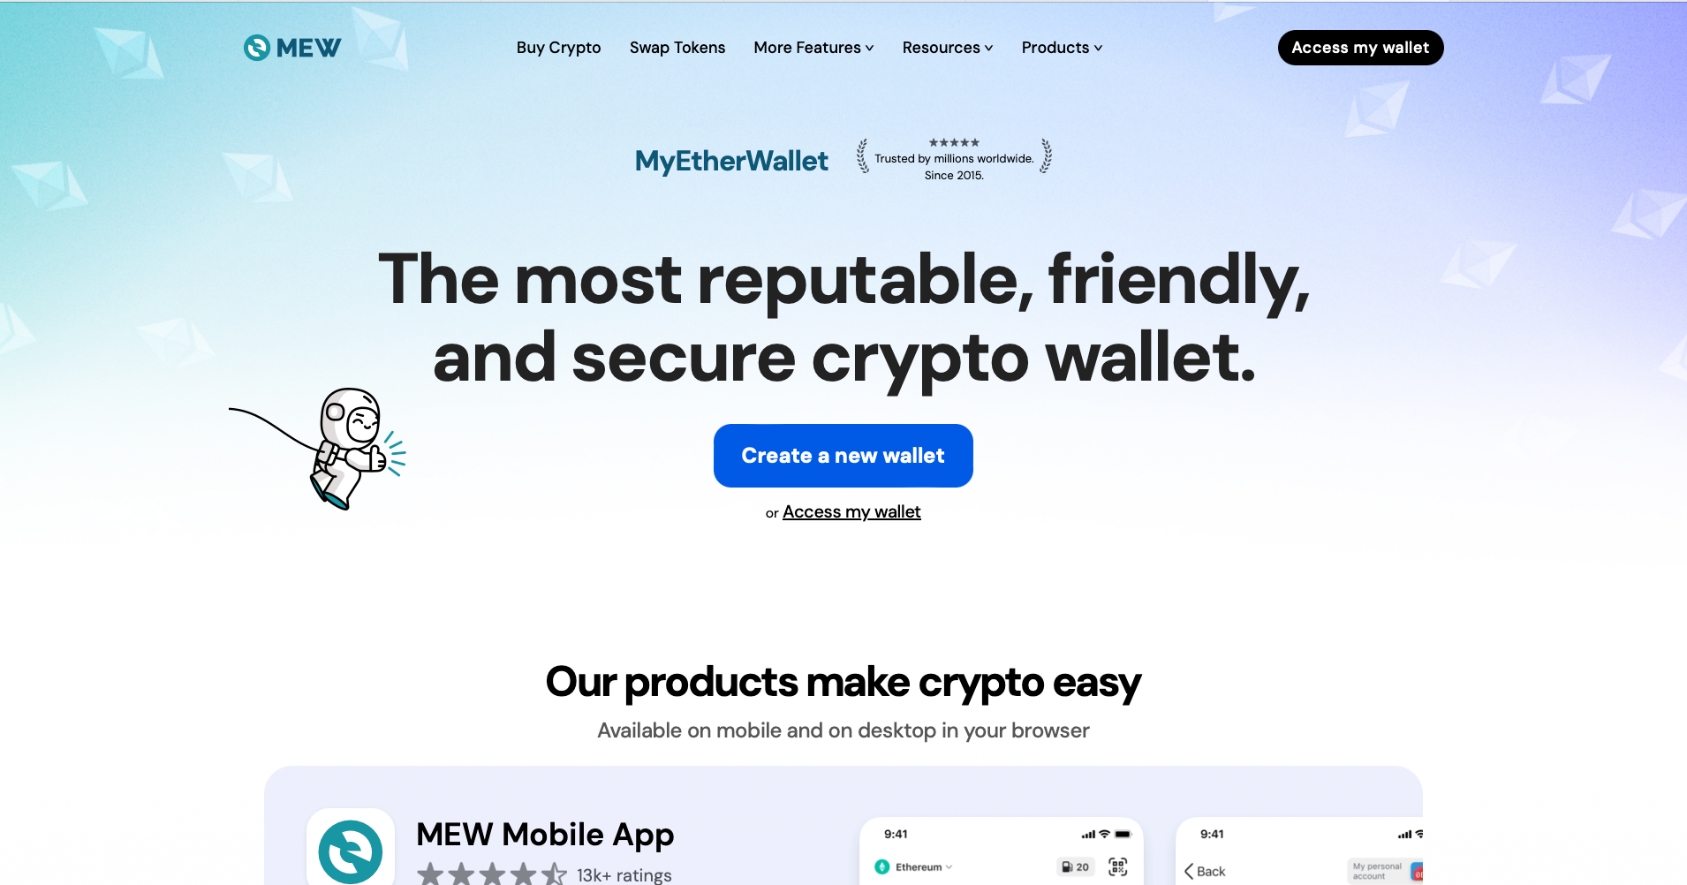 MEW
Buy Crypto
Swap Tokens
More Features
Resources
Products
Access my wallet
MyEtherWallet
Trusted by millions worldwide.
Since 2015.
The most reputable, friendly,
and secure crypto wallet.
Create a new wallet
or Access my wallet
Our products make crypto easy
Available on mobile and on desktop in your browser
MEW Mobile App
13k+ ratings
9:41
Ethereum
20
9:41
Back
My personal
account